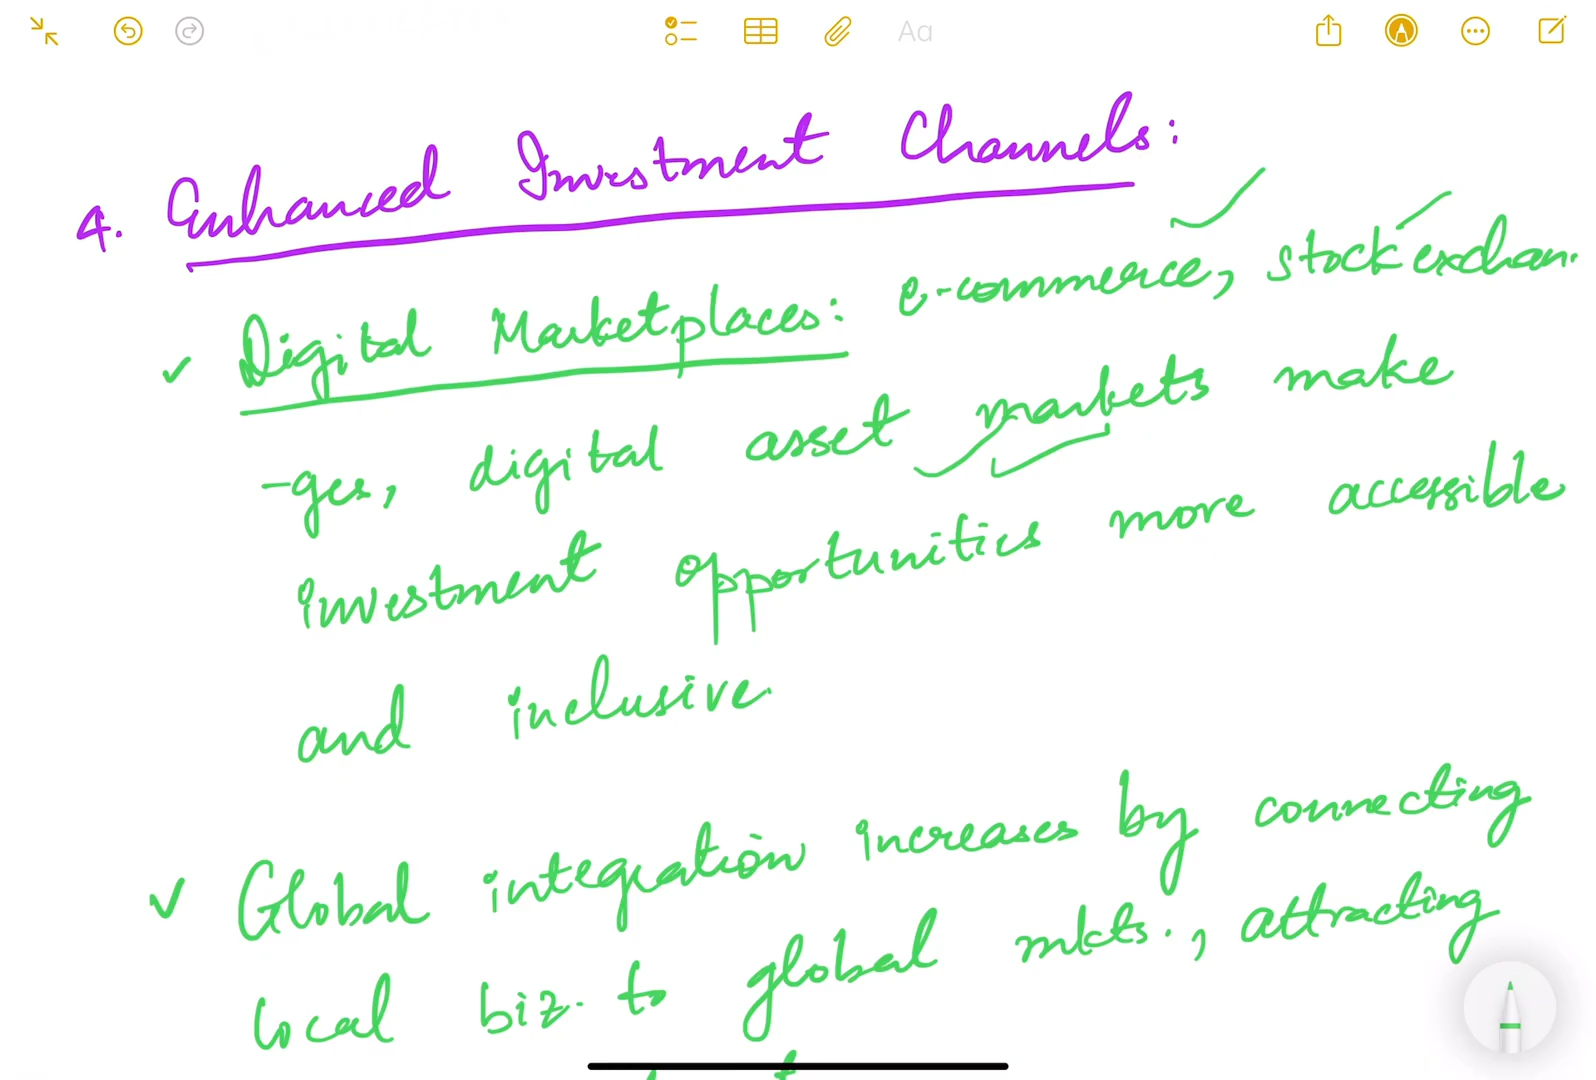 Aa
4. Enhanced Investment Channels:
✓ Digital Marketplaces: e-commerce, stock exchan-
-ges, digital asset markets make
investment opportunities more accessible
and inclusive.
✓ Global integration increases by connecting
local biz. to global mkts., attracting